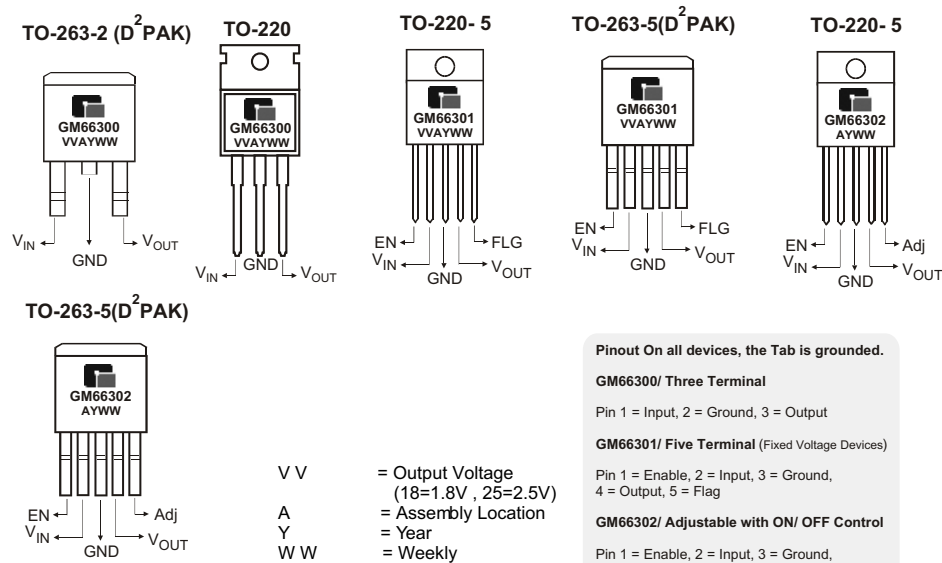 TO-263-2 (D2PAK)
TO-220
TO-220- 5
TO-263-5(D2PAK)
TO-220- 5
GM66300
VVAYWW
GM66300
VVAYWW
GM66301
VVAYWW
GM66301
VVAYWW
GM66302
AYWW
VIN
GND
VOUT
VIN
GND
VOUT
EN
FLG
VIN
GND
VOUT
EN
FLG
VIN
GND
VOUT
EN
Adj
VIN
GND
VOUT
TO-263-5(D2PAK)
GM66302
AYWW
EN
Adj
VIN
GND
VOUT
V V = Output Voltage
(18=1.8V , 25=2.5V)
A = Assembly Location
Y = Year
W W = Weekly
Pinout On all devices, the Tab is grounded.
GM66300/ Three Terminal
Pin 1 = Input, 2 = Ground, 3 = Output
GM66301/ Five Terminal (Fixed Voltage Devices)
Pin 1 = Enable, 2 = Input, 3 = Ground,
4 = Output, 5 = Flag
GM66302/ Adjustable with ON/ OFF Control
Pin 1 = Enable, 2 = Input, 3 = Ground,